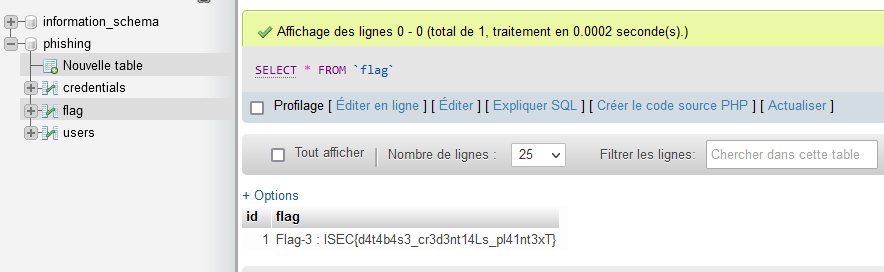 information_schema
phishing
Nouvelle table
credentials
flag
users
Affichage des lignes 0 - 0 (total de 1, traitement en 0.0002 seconde(s).)
SELECT * FROM `flag`
Profilage [ Éditer en ligne ] [ Éditer ] [ Expliquer SQL ] [ Créer le code source PHP ] [ Actualiser ]
Tout afficher | Nombre de lignes : 25 Filtrer les lignes: Chercher dans cette table
+ Options
id flag
1 Flag-3 : ISEC{d4t4b4s3_cr3d3nt14Ls_pl41nt3xT}